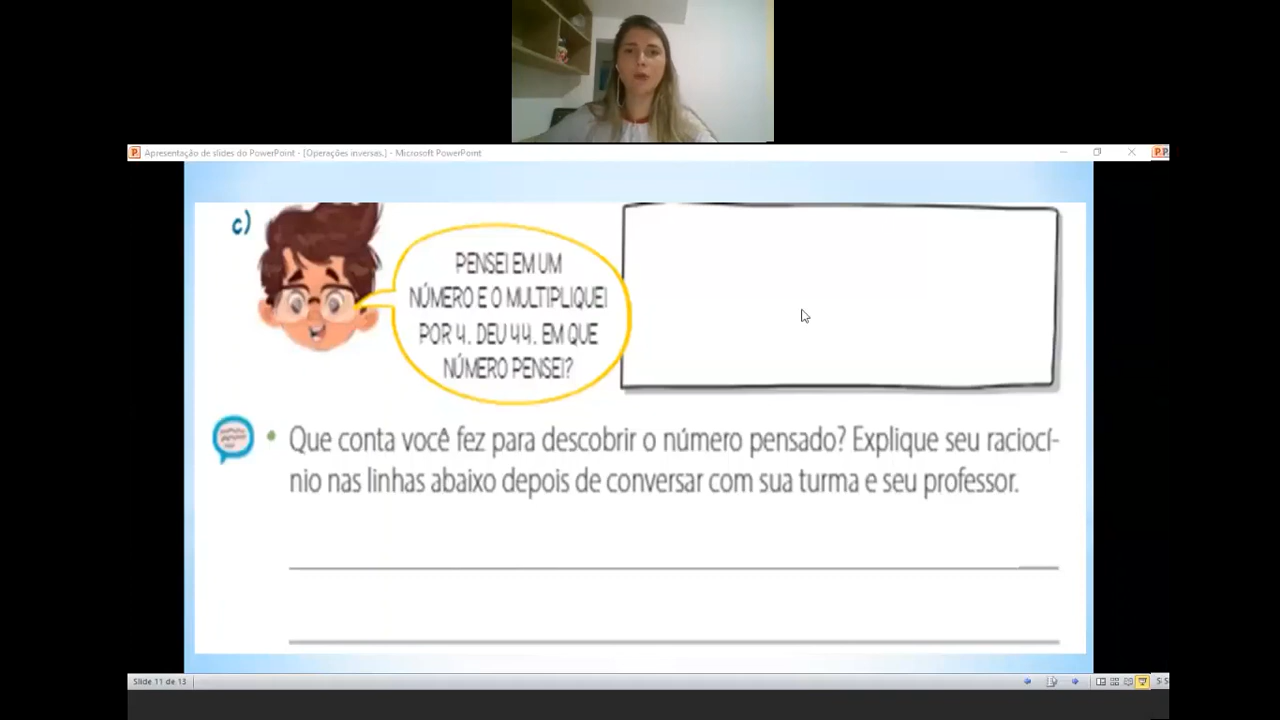 Apresentação de slides do PowerPoint - [Operações inversas.] - Microsoft PowerPoint
c)
PENSEI EM UM
NÚMERO E O MULTIPLIQUEI
POR 4. DEU 44. EM QUE
NÚMERO PENSEI?
• Que conta você fez para descobrir o número pensado? Explique seu raciocí-
nio nas linhas abaixo depois de conversar com sua turma e seu professor.
Slide 11 de 13